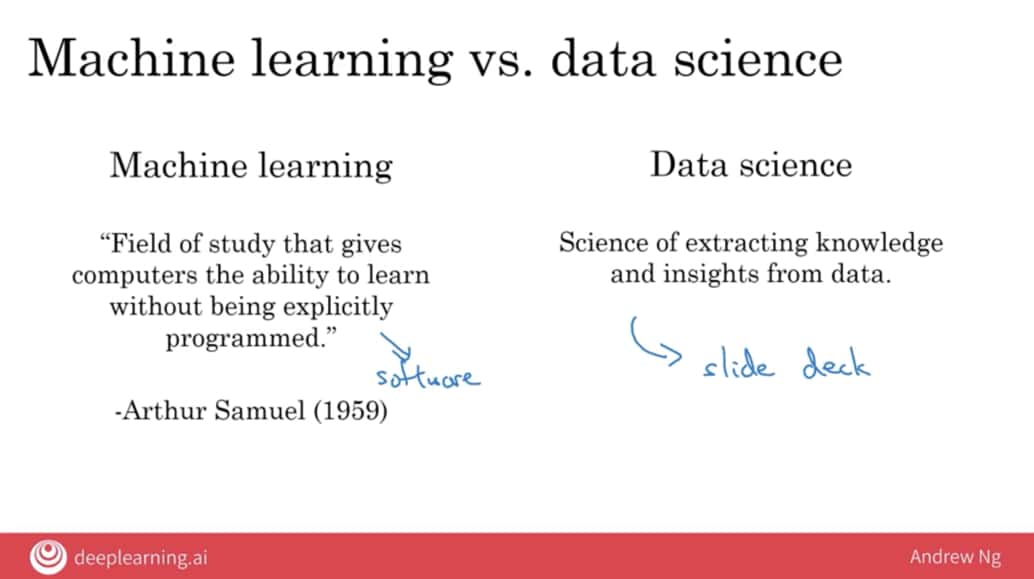 Machine learning vs. data science
Machine learning
“Field of study that gives
computers the ability to learn
without being explicitly
programmed.”
software
-Arthur Samuel (1959)
Data science
Science of extracting knowledge
and insights from data.
slide deck
deeplearning.ai
Andrew Ng